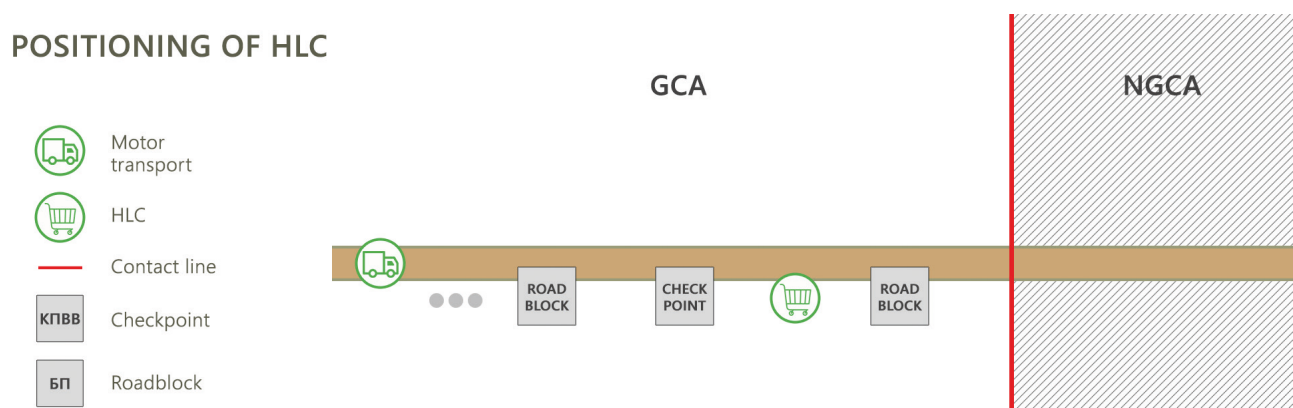 POSITIONING OF HLC
Motor
transport
HLC
Contact line
КПВВ
Checkpoint
БП
Roadblock
GCA
NGCA
ROAD
BLOCK
CHECK
POINT
ROAD
BLOCK